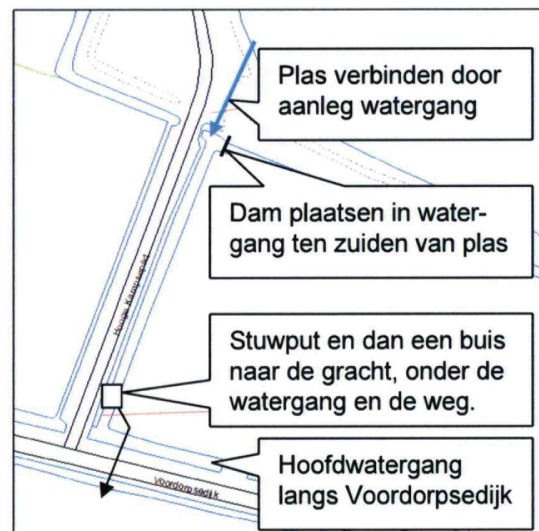 Plas verbinden door
aanleg watergang
Dam plaatsen in water-
gang ten zuiden van plas
Hooge Kampsepad
Stuwput en dan een buis
naar de gracht, onder de
watergang en de weg.
Hoofdwatergang
langs Voordorpsedijk
Voordorpsedijk